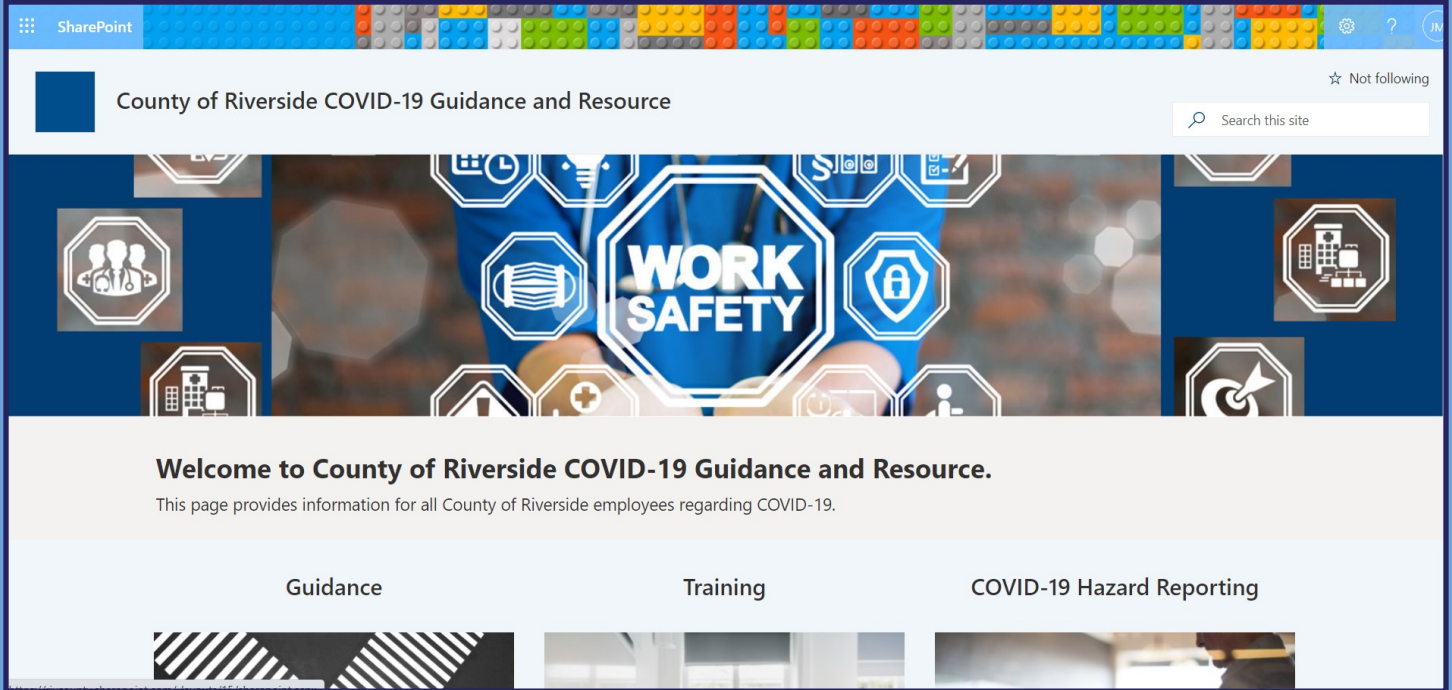 SharePoint
?
JM
County of Riverside COVID-19 Guidance and Resource
Not following
Search this site
WORK
SAFETY
Welcome to County of Riverside COVID-19 Guidance and Resource.
This page provides information for all County of Riverside employees regarding COVID-19.
Guidance
Training
COVID-19 Hazard Reporting